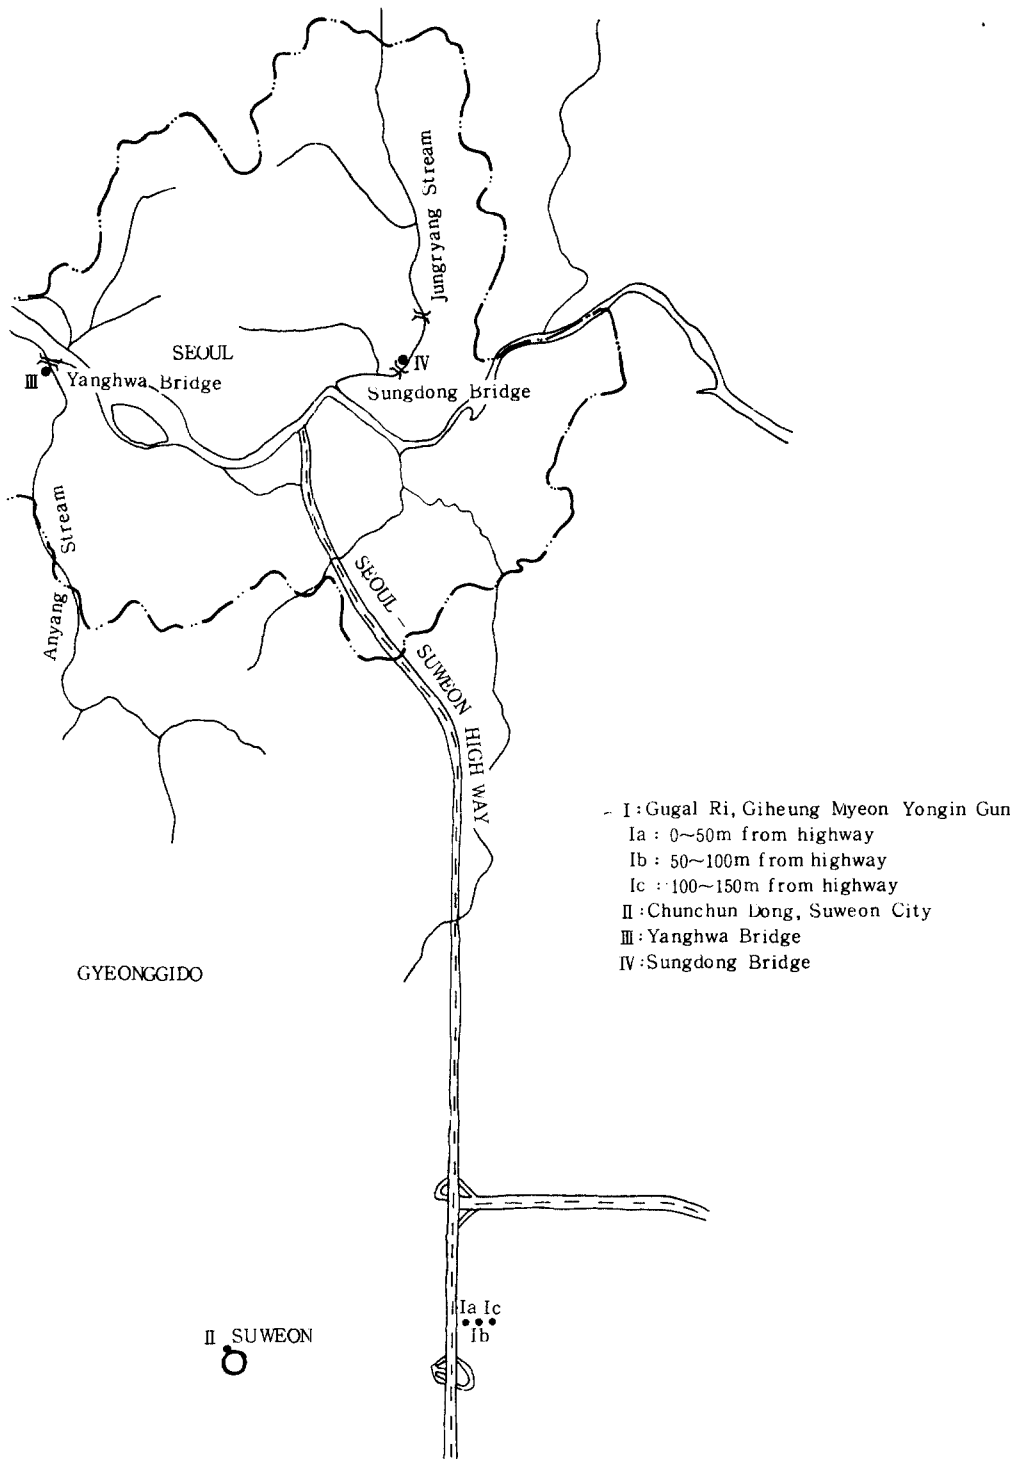 Jungryang Stream
SEOUL
IV
III
Yanghwa Bridge
Sungdong Bridge
Anyang Stream
SEOUL - SUWEON HIGH WAY
I : Gugal Ri, Giheung Myeon Yongin Gun
Ia : 0~50m from highway
Ib : 50~100m from highway
Ic : 100~150m from highway
II : Chunchun Dong, Suweon City
III : Yanghwa Bridge
IV : Sungdong Bridge
GYEONGGIDO
Ia Ic
Ib
II SUWEON